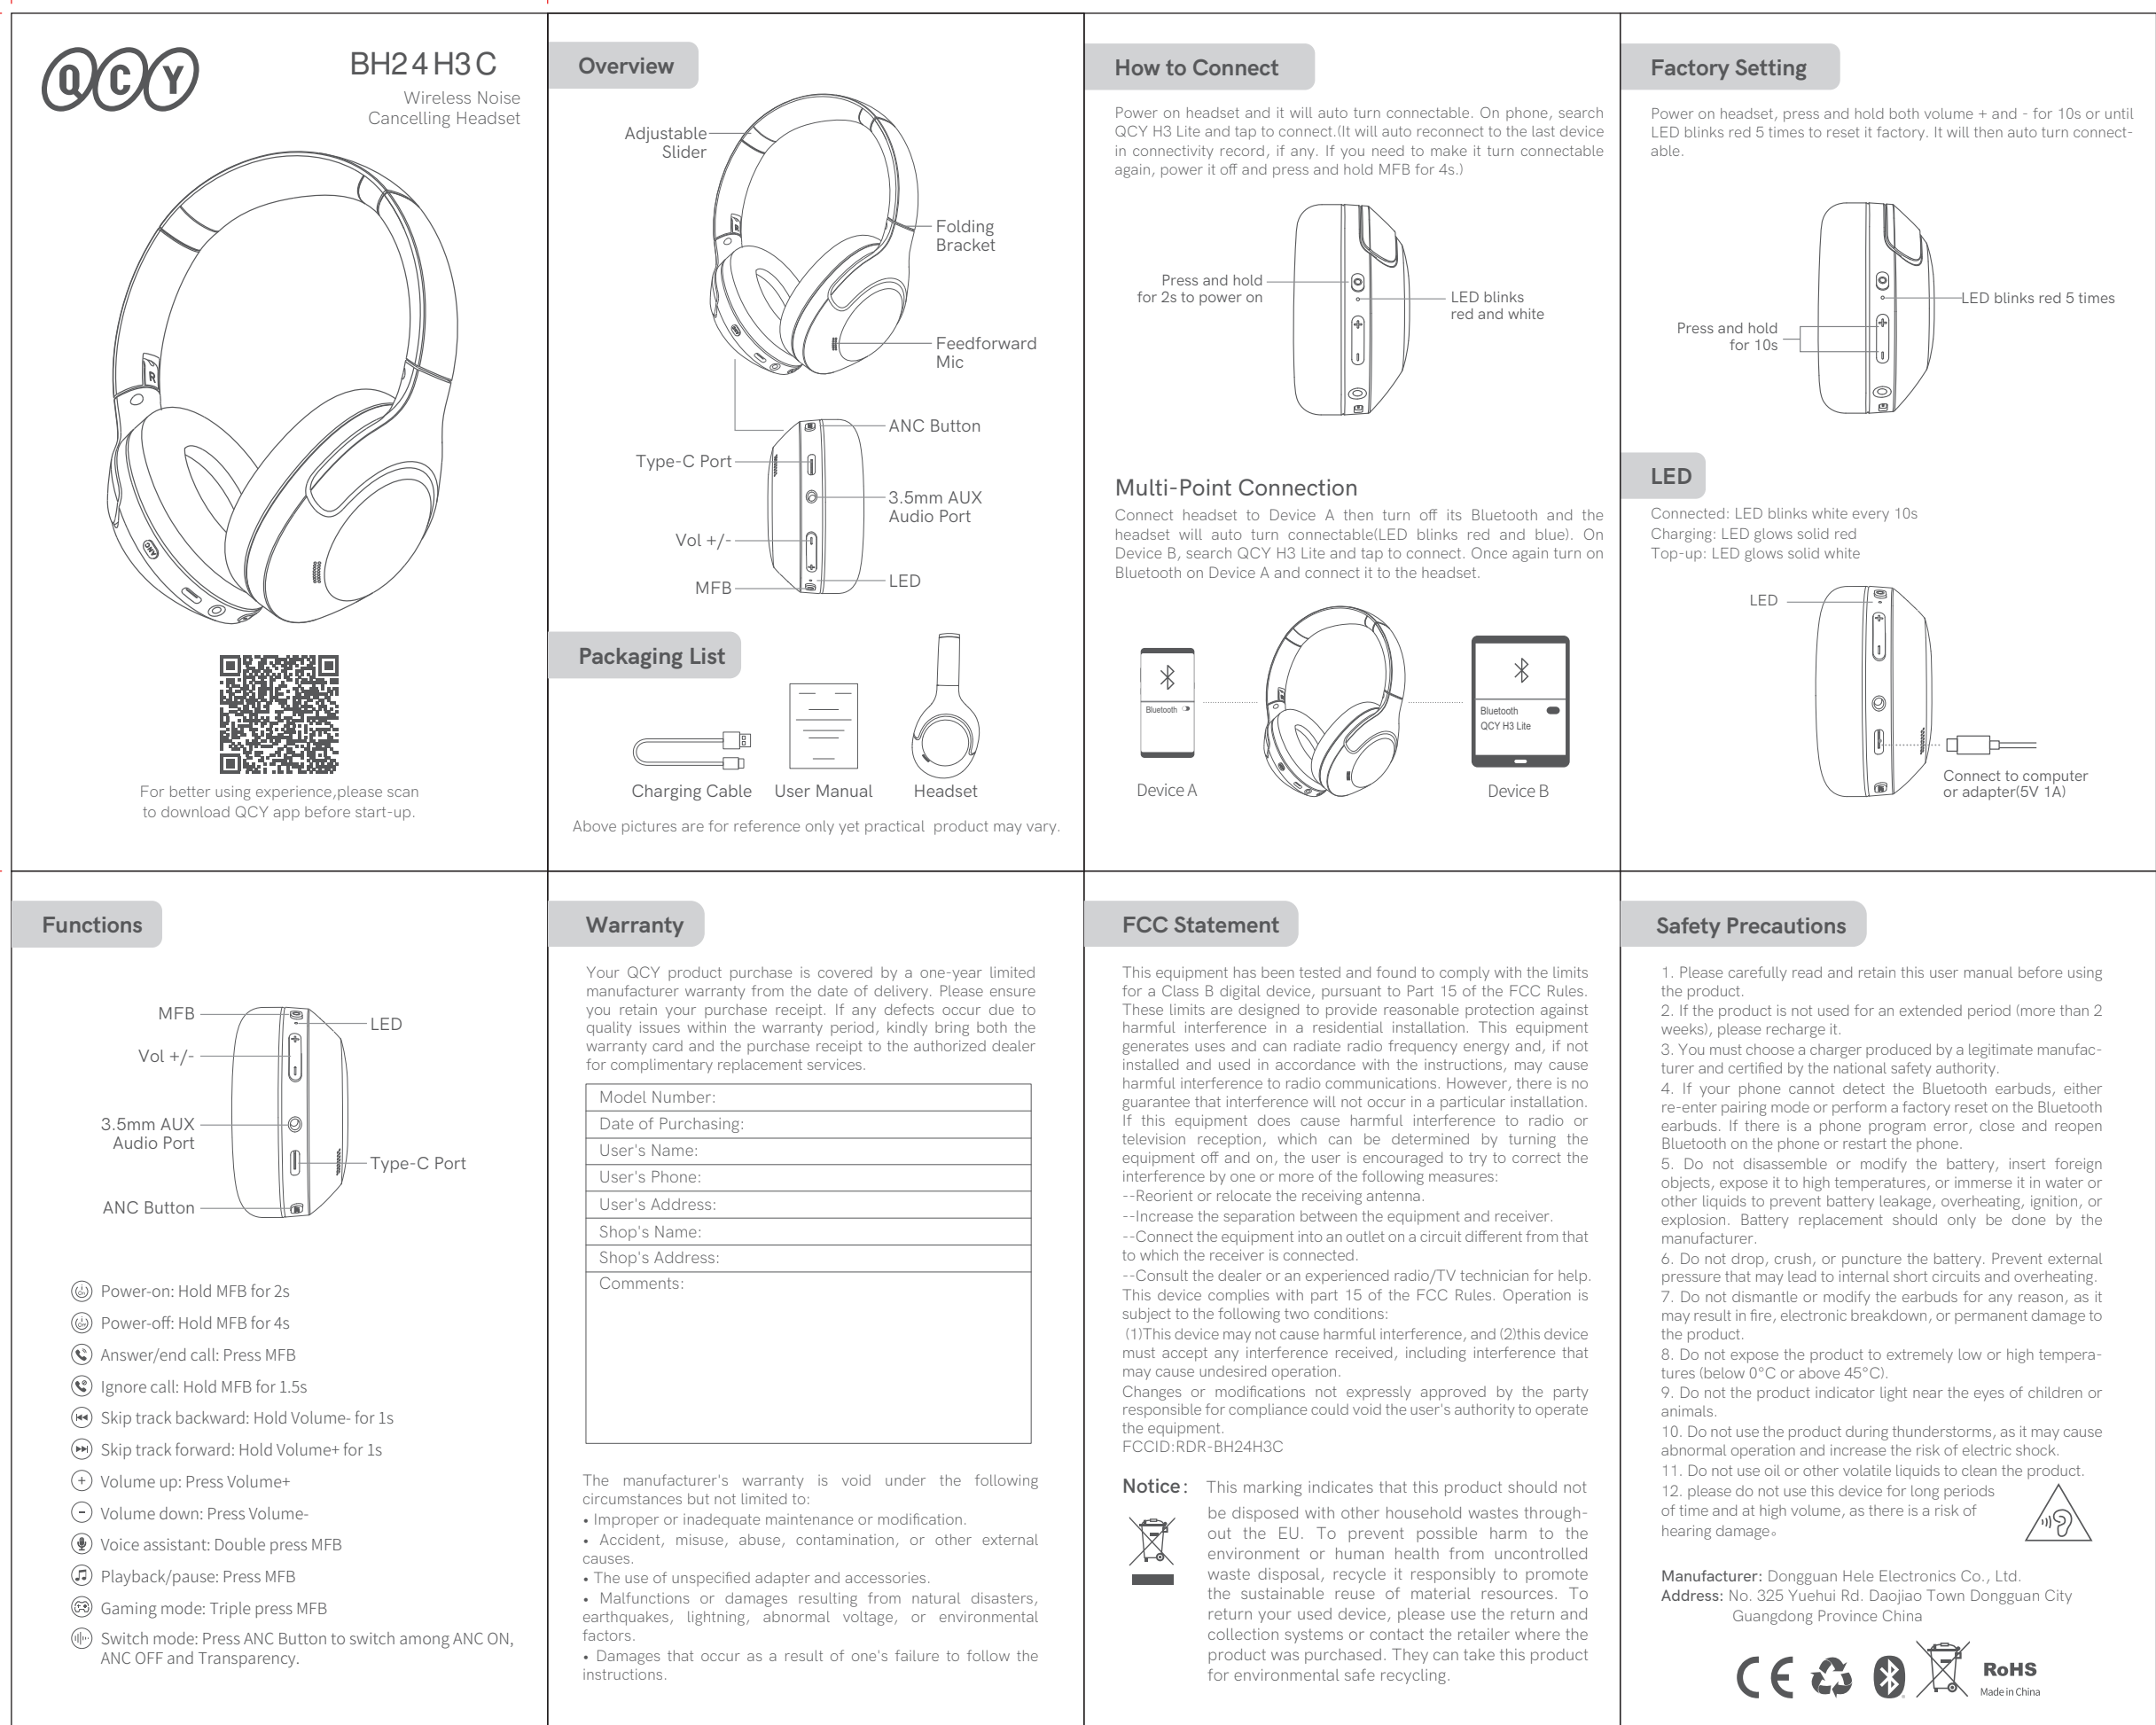 QCY
BH24H3C
Wireless Noise
Cancelling Headset
R
ANC
For better using experience,please scan
to download QCY app before start-up.
Overview
Adjustable
Slider
Folding
Bracket
Feedforward
Mic
ANC Button
Type-C Port
3.5mm AUX
Audio Port
Vol +/-
LED
MFB
Packaging List
Charging Cable
User Manual
Headset
Above pictures are for reference only yet practical product may vary.
How to Connect
Power on headset and it will auto turn connectable. On phone, search
QCY H3 Lite and tap to connect.(It will auto reconnect to the last device
in connectivity record, if any. If you need to make it turn connectable
again, power it off and press and hold MFB for 4s.)
Press and hold
for 2s to power on
LED blinks
red and white
Multi-Point Connection
Connect headset to Device A then turn off its Bluetooth and the
headset will auto turn connectable(LED blinks red and blue). On
Device B, search QCY H3 Lite and tap to connect. Once again turn on
Bluetooth on Device A and connect it to the headset.
Bluetooth
Device A
Bluetooth
QCY H3 Lite
Device B
Factory Setting
Power on headset, press and hold both volume + and - for 10s or until
LED blinks red 5 times to reset it factory. It will then auto turn connect-
able.
LED blinks red 5 times
Press and hold
for 10s
LED
Connected: LED blinks white every 10s
Charging: LED glows solid red
Top-up: LED glows solid white
LED
Connect to computer
or adapter(5V 1A)
Functions
MFB
LED
Vol +/-
3.5mm AUX
Audio Port
Type-C Port
ANC Button
Power-on: Hold MFB for 2s
Power-off: Hold MFB for 4s
Answer/end call: Press MFB
Ignore call: Hold MFB for 1.5s
Skip track backward: Hold Volume- for 1s
Skip track forward: Hold Volume+ for 1s
Volume up: Press Volume+
Volume down: Press Volume-
Voice assistant: Double press MFB
Playback/pause: Press MFB
Gaming mode: Triple press MFB
Switch mode: Press ANC Button to switch among ANC ON,
ANC OFF and Transparency.
Warranty
Your QCY product purchase is covered by a one-year limited
manufacturer warranty from the date of delivery. Please ensure
you retain your purchase receipt. If any defects occur due to
quality issues within the warranty period, kindly bring both the
warranty card and the purchase receipt to the authorized dealer
for complimentary replacement services.
Model Number:
Date of Purchasing:
User's Name:
User's Phone:
User's Address:
Shop's Name:
Shop's Address:
Comments:
The manufacturer's warranty is void under the following
circumstances but not limited to:
• Improper or inadequate maintenance or modification.
• Accident, misuse, abuse, contamination, or other external
causes.
• The use of unspecified adapter and accessories.
• Malfunctions or damages resulting from natural disasters,
earthquakes, lightning, abnormal voltage, or environmental
factors.
• Damages that occur as a result of one's failure to follow the
instructions.
FCC Statement
This equipment has been tested and found to comply with the limits
for a Class B digital device, pursuant to Part 15 of the FCC Rules.
These limits are designed to provide reasonable protection against
harmful interference in a residential installation. This equipment
generates uses and can radiate radio frequency energy and, if not
installed and used in accordance with the instructions, may cause
harmful interference to radio communications. However, there is no
guarantee that interference will not occur in a particular installation.
If this equipment does cause harmful interference to radio or
television reception, which can be determined by turning the
equipment off and on, the user is encouraged to try to correct the
interference by one or more of the following measures:
--Reorient or relocate the receiving antenna.
--Increase the separation between the equipment and receiver.
--Connect the equipment into an outlet on a circuit different from that
to which the receiver is connected.
--Consult the dealer or an experienced radio/TV technician for help.
This device complies with part 15 of the FCC Rules. Operation is
subject to the following two conditions:
(1)This device may not cause harmful interference, and (2)this device
must accept any interference received, including interference that
may cause undesired operation.
Changes or modifications not expressly approved by the party
responsible for compliance could void the user's authority to operate
the equipment.
FCCID:RDR-BH24H3C
Notice: This marking indicates that this product should not
be disposed with other household wastes through-
out the EU. To prevent possible harm to the
environment or human health from uncontrolled
waste disposal, recycle it responsibly to promote
the sustainable reuse of material resources. To
return your used device, please use the return and
collection systems or contact the retailer where the
product was purchased. They can take this product
for environmental safe recycling.
Safety Precautions
1. Please carefully read and retain this user manual before using
the product.
2. If the product is not used for an extended period (more than 2
weeks), please recharge it.
3. You must choose a charger produced by a legitimate manufac-
turer and certified by the national safety authority.
4. If your phone cannot detect the Bluetooth earbuds, either
re-enter pairing mode or perform a factory reset on the Bluetooth
earbuds. If there is a phone program error, close and reopen
Bluetooth on the phone or restart the phone.
5. Do not disassemble or modify the battery, insert foreign
objects, expose it to high temperatures, or immerse it in water or
other liquids to prevent battery leakage, overheating, ignition, or
explosion. Battery replacement should only be done by the
manufacturer.
6. Do not drop, crush, or puncture the battery. Prevent external
pressure that may lead to internal short circuits and overheating.
7. Do not dismantle or modify the earbuds for any reason, as it
may result in fire, electronic breakdown, or permanent damage to
the product.
8. Do not expose the product to extremely low or high tempera-
tures (below 0°C or above 45°C).
9. Do not the product indicator light near the eyes of children or
animals.
10. Do not use the product during thunderstorms, as it may cause
abnormal operation and increase the risk of electric shock.
11. Do not use oil or other volatile liquids to clean the product.
12. please do not use this device for long periods
of time and at high volume, as there is a risk of
hearing damage。
Manufacturer: Dongguan Hele Electronics Co., Ltd.
Address: No. 325 Yuehui Rd. Daojiao Town Dongguan City
Guangdong Province China
CE
RoHS
Made in China